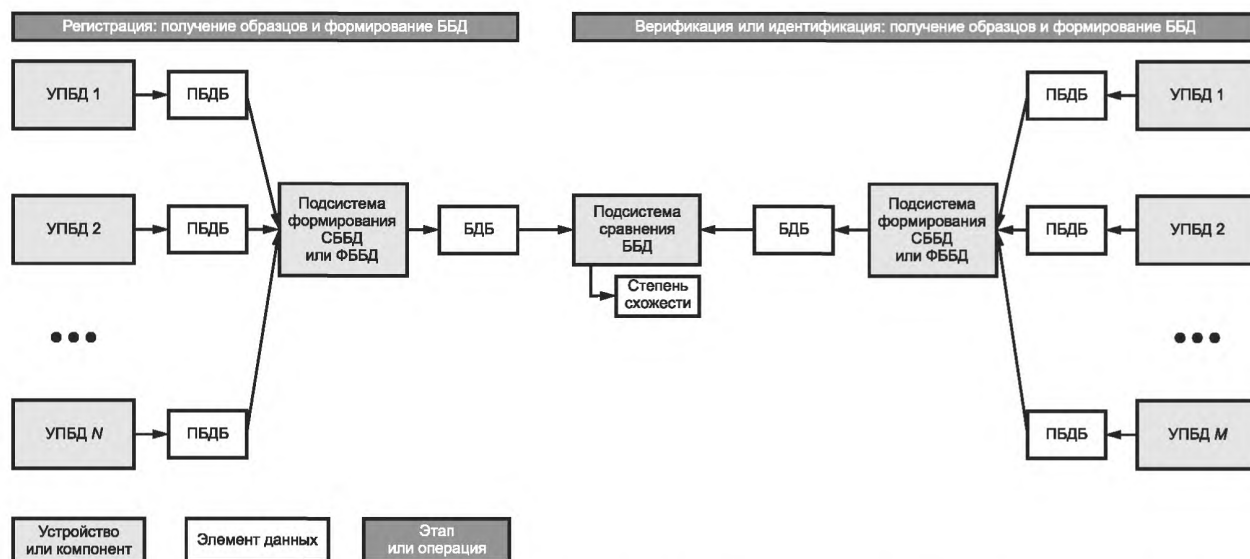 Регистрация: получение образцов и формирование ББД
Верификация или идентификация: получение образцов и формирование ББД
УПБД 1
ПБДБ
ПБДБ
УПБД 1
УПБД 2
ПБДБ
Подсистема
формирования
СББД
или ФББД
БДБ
Подсистема
сравнения
ББД
Степень
схожести
БДБ
Подсистема
формирования
СББД
или ФББД
ПБДБ
УПБД 2
УПБД N
ПБДБ
ПБДБ
УПБД M
Устройство
или компонент
Элемент данных
Этап
или операция